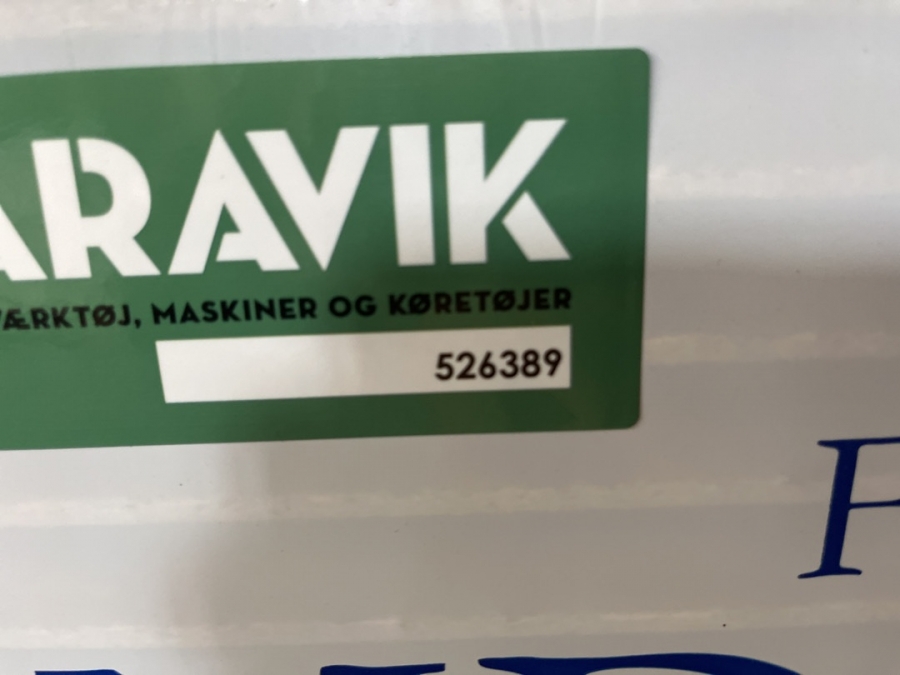 ARAVIK
VÆRKTØJ, MASKINER OG KØRETØJER
526389